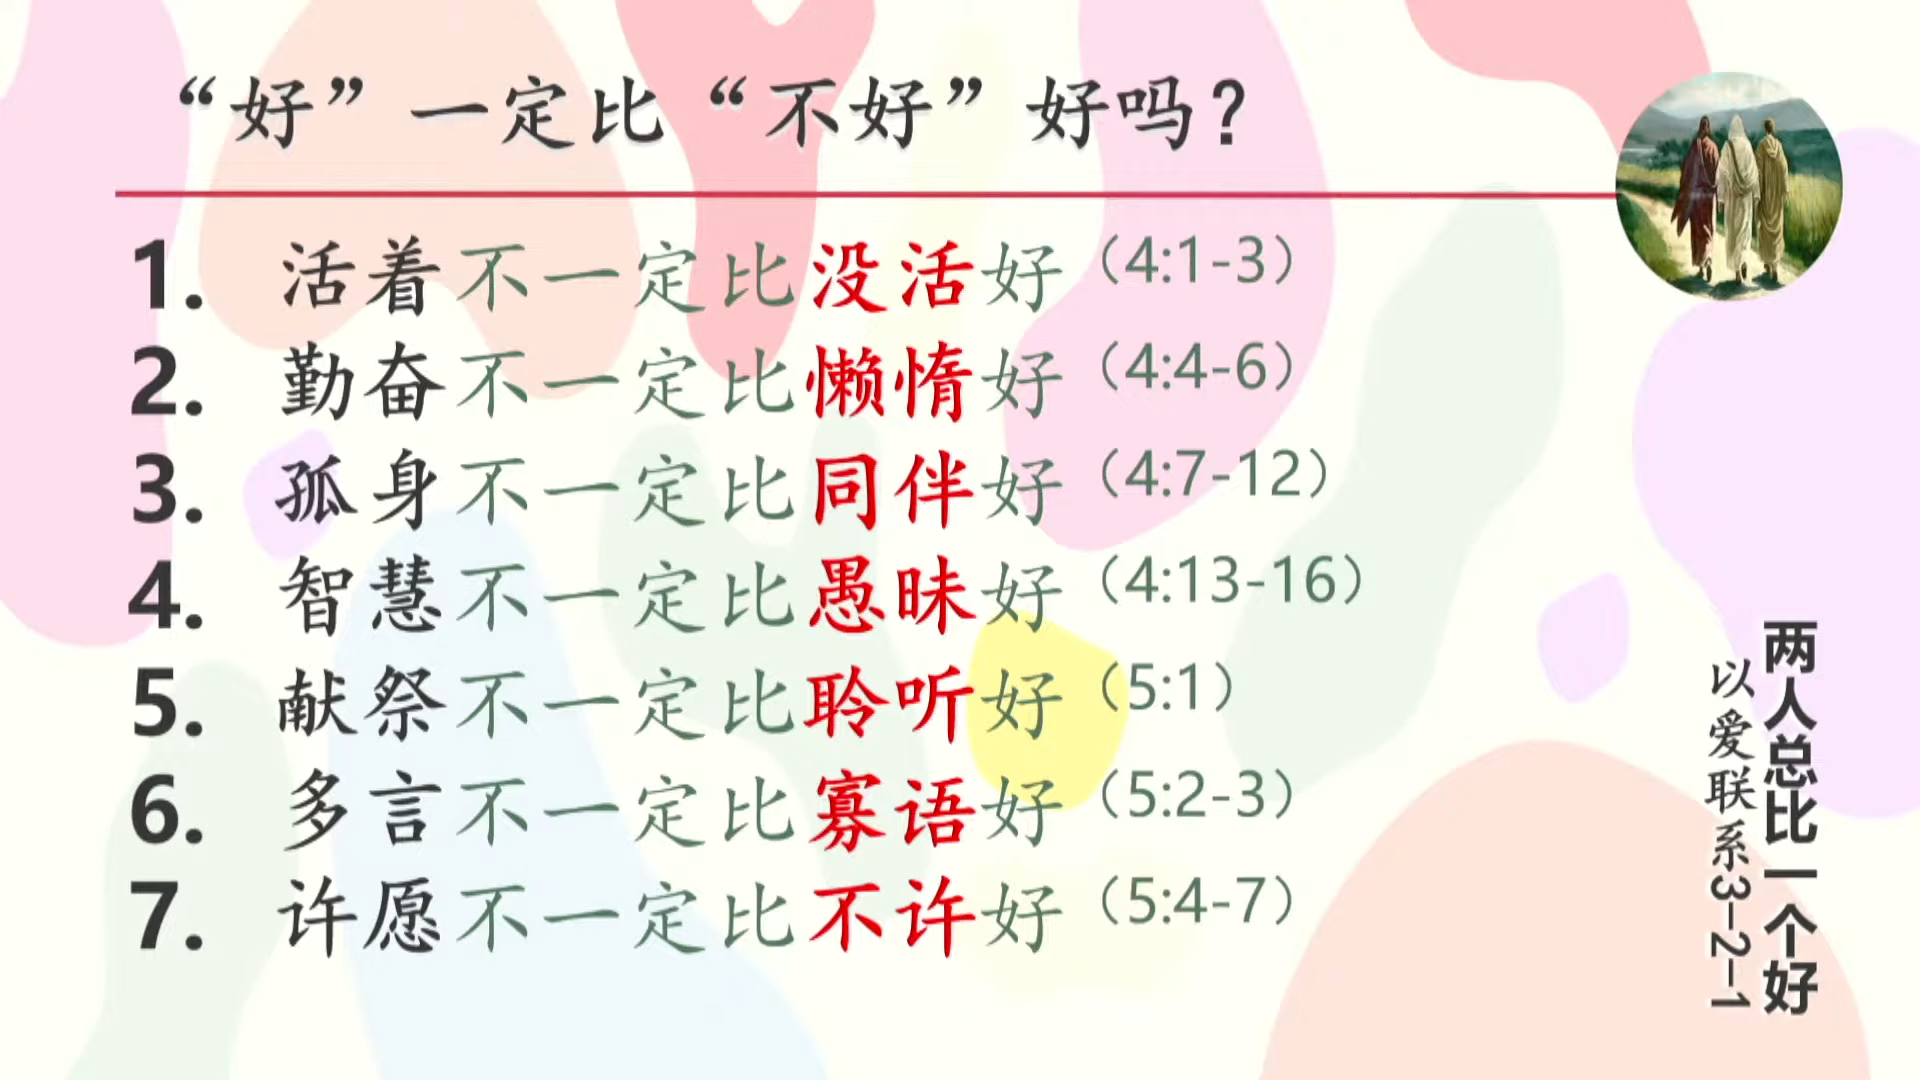 “好”一定比“不好”好吗？
1. 活着不一定比没活好（4:1-3）
2. 勤奋不一定比懒惰好（4:4-6）
3. 孤身不一定比同伴好（4:7-12）
4. 智慧不一定比愚昧好（4:13-16）
5. 献祭不一定比聆听好（5:1）
6. 多言不一定比寡语好（5:2-3）
7. 许愿不一定比不许好（5:4-7）
两人总比一个好
以爱联系3-2-1